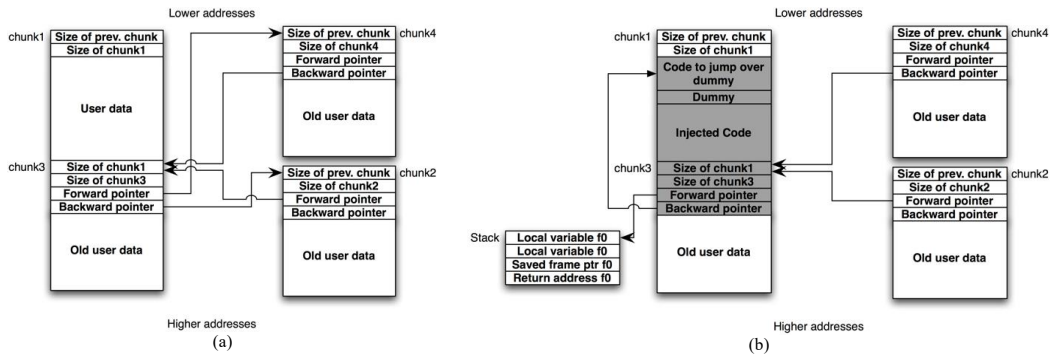 Lower addresses
chunk1
Size of prev. chunk
Size of chunk1
User data
chunk3
Size of chunk1
Size of chunk3
Forward pointer
Backward pointer
Old user data
Size of prev. chunk
chunk4
Size of chunk4
Forward pointer
Backward pointer
Old user data
Size of prev. chunk
chunk2
Size of chunk2
Forward pointer
Backward pointer
Old user data
Higher addresses
(a)
Lower addresses
chunk1
Size of prev. chunk
Size of chunk1
Code to jump over
dummy
Dummy
Injected Code
chunk3
Size of chunk1
Size of chunk3
Forward pointer
Backward pointer
Old user data
Stack
Local variable f0
Local variable f0
Saved frame ptr f0
Return address f0
Size of prev. chunk
chunk4
Size of chunk4
Forward pointer
Backward pointer
Old user data
Size of prev. chunk
chunk2
Size of chunk2
Forward pointer
Backward pointer
Old user data
Higher addresses
(b)